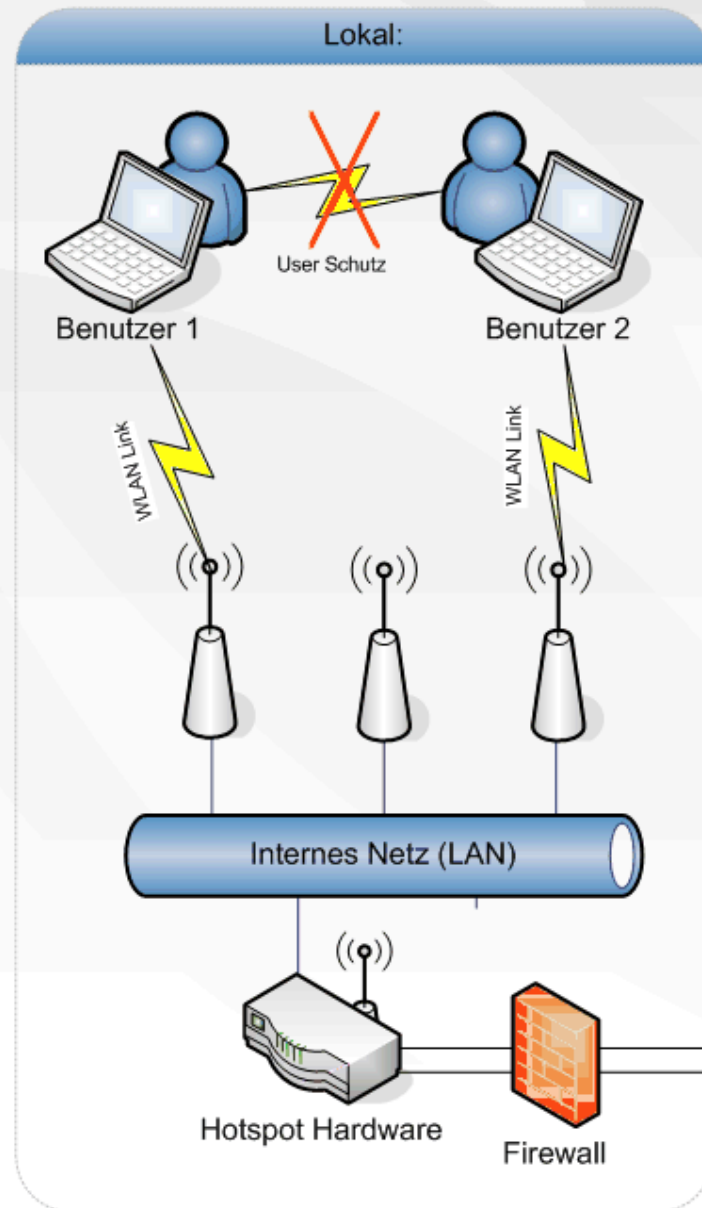 Lokal:
User Schutz
Benutzer 1
Benutzer 2
WLAN Link
WLAN Link
Internes Netz (LAN)
Hotspot Hardware
Firewall